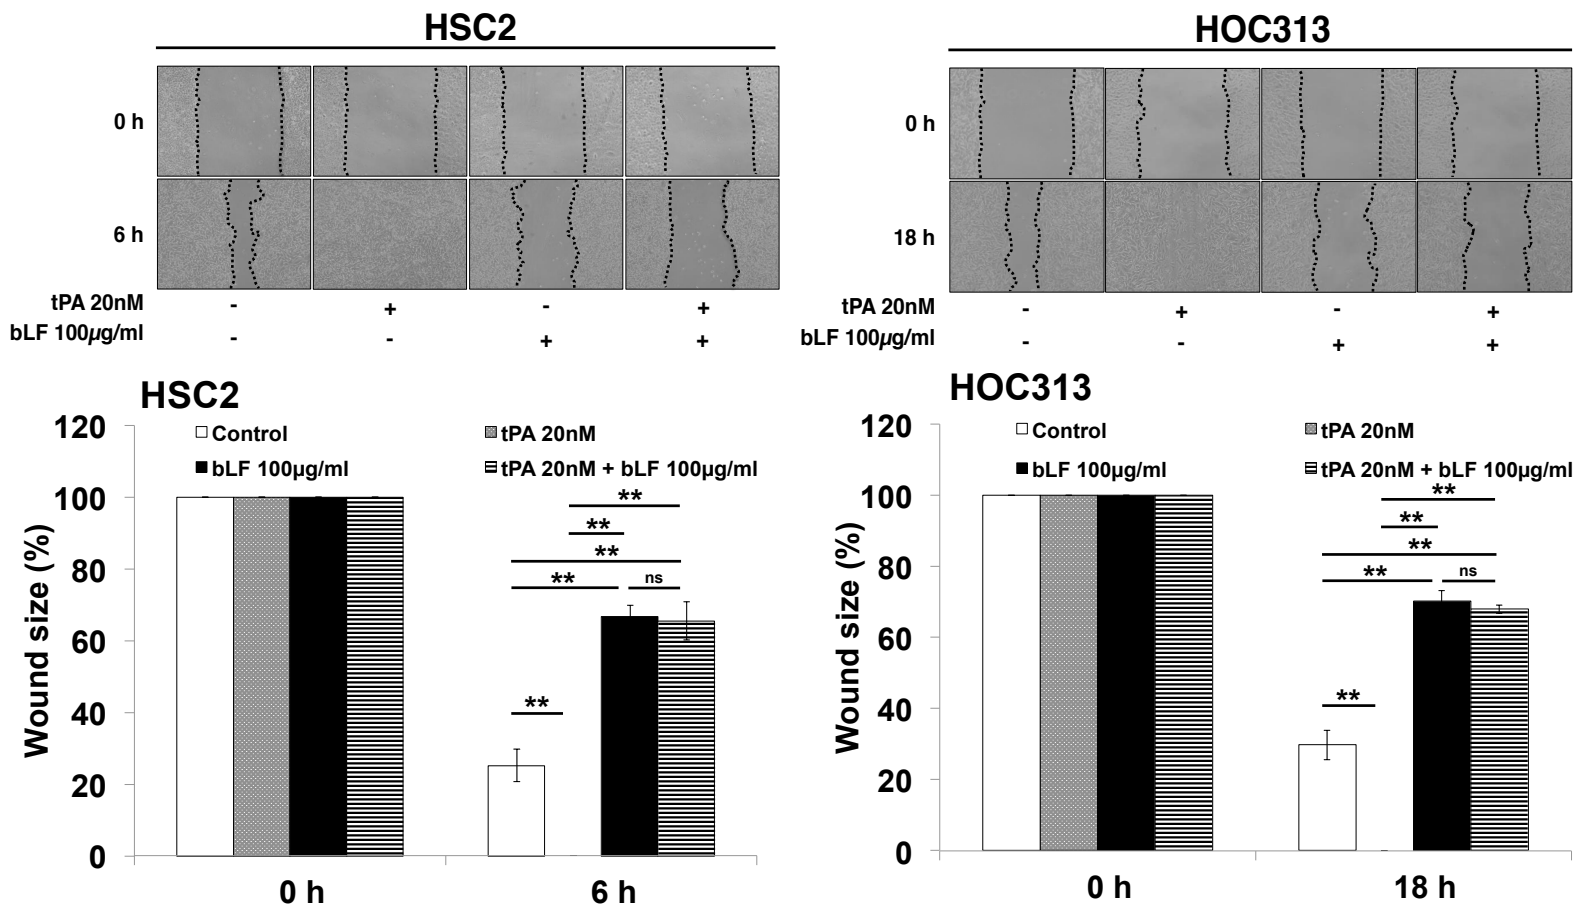 HSC2
0 h
6 h
tPA 20nM - + - +
bLF 100µg/ml - - + +
HOC313
0 h
18 h
tPA 20nM - + - +
bLF 100µg/ml - - + +
HSC2
Control
tPA 20nM
bLF 100µg/ml
tPA 20nM + bLF 100µg/ml
Wound size (%)
120
100
80
60
40
20
0
**
**
**
** ns
**
0 h 6 h
HOC313
Control
tPA 20nM
bLF 100µg/ml
tPA 20nM + bLF 100µg/ml
Wound size (%)
120
100
80
60
40
20
0
**
**
**
** ns
**
0 h 18 h